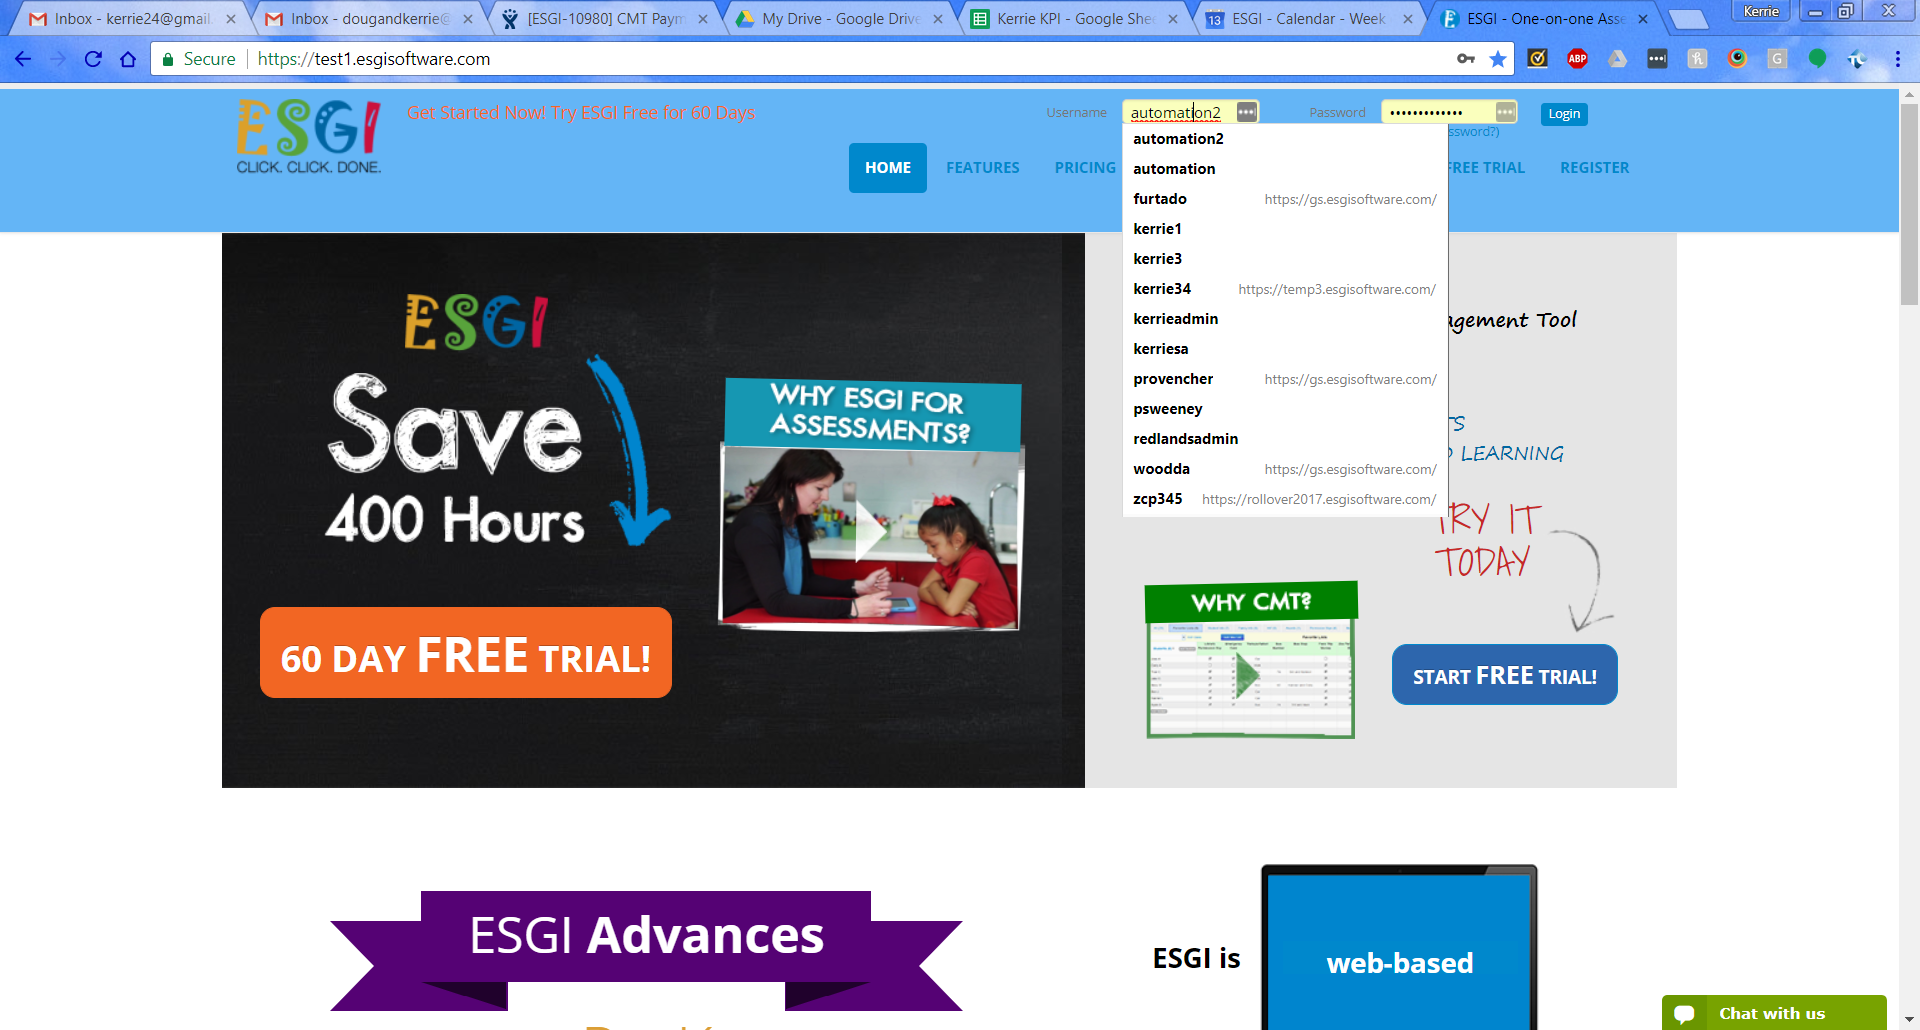 Inbox - kerrie24@gmail.
Inbox - dougandkerrie@
[ESGI-10980] CMT Paym
My Drive - Google Drive
Kerrie KPI - Google Shee
ESGI - Calendar - Week
ESGI - One-on-one Asse
Kerrie
Secure
https://test1.esgisoftware.com
ABP
ESGI
CLICK. CLICK. DONE.
Get Started Now! Try ESGI Free for 60 Days
Username
automation2
Password
•••••••••••••
Login
ssword?)
HOME
FEATURES
PRICING
FREE TRIAL
REGISTER
automation2
automation
furtado https://gs.esgisoftware.com/
kerrie1
kerrie3
kerrie34 https://temp3.esgisoftware.com/
kerrieadmin
kerriesa
provencher https://gs.esgisoftware.com/
psweeney
redlandsadmin
woodda https://gs.esgisoftware.com/
zcp345 https://rollover2017.esgisoftware.com/
ESGI
Save
400 Hours
WHY ESGI FOR
ASSESSMENTS?
60 DAY FREE TRIAL!
agement Tool
TS
D LEARNING
TRY IT
TODAY
WHY CMT?
START FREE TRIAL!
ESGI Advances
ESGI is
web-based
Chat with us